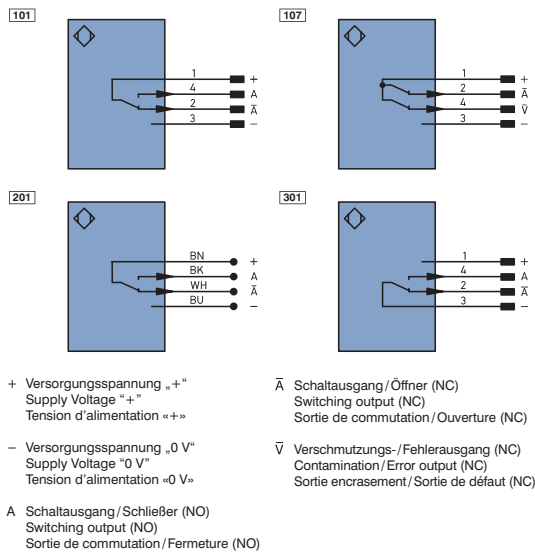 101
1 +
4 A
2 Ā
3 –
107
1 +
2 Ā
4 V̄
3 –
201
BN +
BK A
WH Ā
BU –
301
1 +
4 A
2 Ā
3 –
+ Versorgungsspannung „+“
Supply Voltage “+”
Tension d’alimentation «+»
– Versorgungsspannung „0 V“
Supply Voltage “0 V”
Tension d’alimentation «0 V»
A Schaltausgang/Schließer (NO)
Switching output (NO)
Sortie de commutation/Fermeture (NO)
Ā Schaltausgang/Öffner (NC)
Switching output (NC)
Sortie de commutation/Ouverture (NC)
V̄ Verschmutzungs-/Fehlerausgang (NC)
Contamination/Error output (NC)
Sortie encrasement/Sortie de défaut (NC)